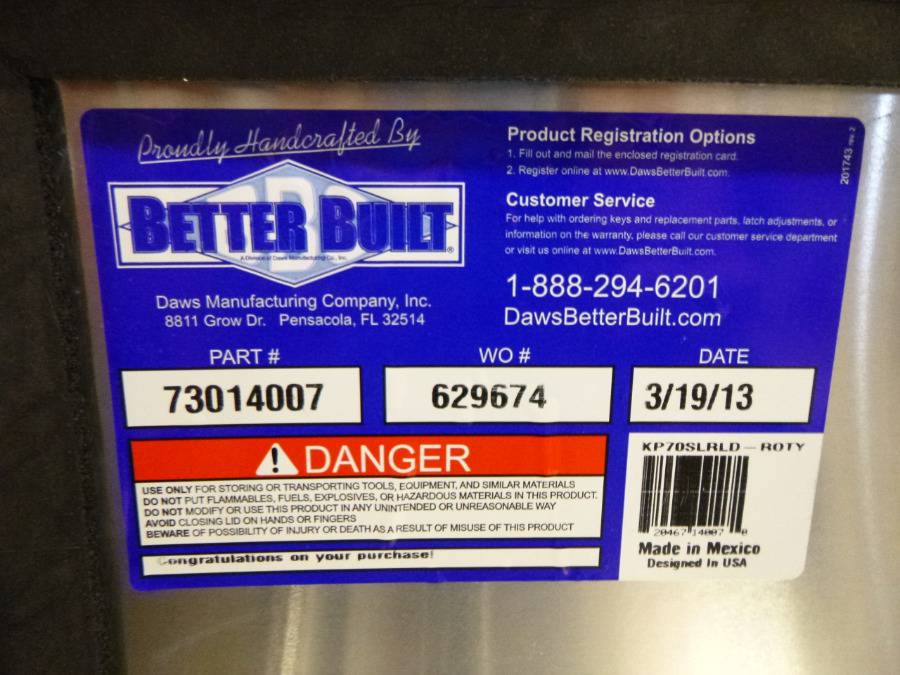 Proudly Handcrafted By
BETTER BUILT®
A Division of Daws Manufacturing Co., Inc.
Daws Manufacturing Company, Inc.
8811 Grow Dr. Pensacola, FL 32514
Product Registration Options
1. Fill out and mail the enclosed registration card.
2. Register online at www.DawsBetterBuilt.com.
Customer Service
For help with ordering keys and replacement parts, latch adjustments, or
information on the warranty, please call our customer service department
or visit us online at www.DawsBetterBuilt.com.
1-888-294-6201
DawsBetterBuilt.com
201743 rev. 2
PART # WO # DATE
73014007 629674 3/19/13
DANGER
USE ONLY FOR STORING OR TRANSPORTING TOOLS, EQUIPMENT, AND SIMILAR MATERIALS
DO NOT PUT FLAMMABLES, FUELS, EXPLOSIVES, OR HAZARDOUS MATERIALS IN THIS PRODUCT.
DO NOT MODIFY OR USE THIS PRODUCT IN ANY UNINTENDED OR UNREASONABLE WAY
AVOID CLOSING LID ON HANDS OR FINGERS
BEWARE OF POSSIBILITY OF INJURY OR DEATH AS A RESULT OF MISUSE OF THIS PRODUCT
Congratulations on your purchase!
KP70SLRLD - ROTY
20467 14007 0
Made in Mexico
Designed In USA